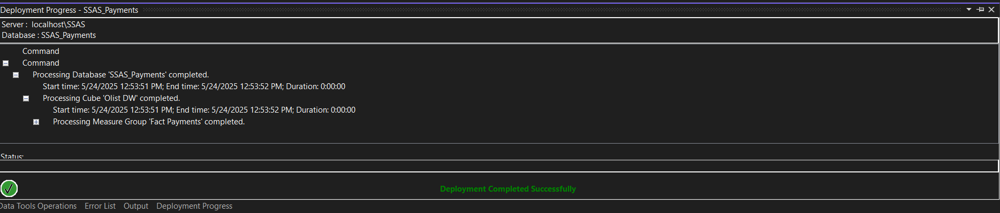 Deployment Progress - SSAS_Payments
Server : localhost\SSAS
Database : SSAS_Payments
Command
Command
Processing Database 'SSAS_Payments' completed.
Start time: 5/24/2025 12:53:51 PM; End time: 5/24/2025 12:53:52 PM; Duration: 0:00:00
Processing Cube 'Olist DW' completed.
Start time: 5/24/2025 12:53:51 PM; End time: 5/24/2025 12:53:52 PM; Duration: 0:00:00
Processing Measure Group 'Fact Payments' completed.
Status:
Deployment Completed Successfully
Data Tools Operations Error List Output Deployment Progress